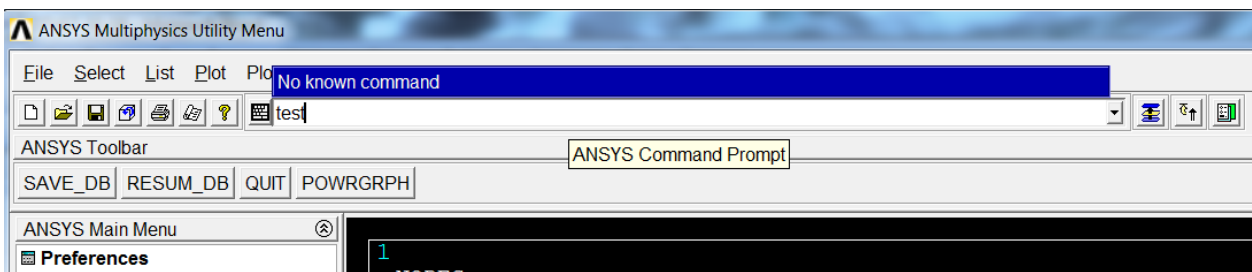 ANSYS Multiphysics Utility Menu
File Select List Plot Plo
No known command
test
ANSYS Toolbar
ANSYS Command Prompt
SAVE_DB RESUM_DB QUIT POWRGRPH
ANSYS Main Menu
Preferences
1